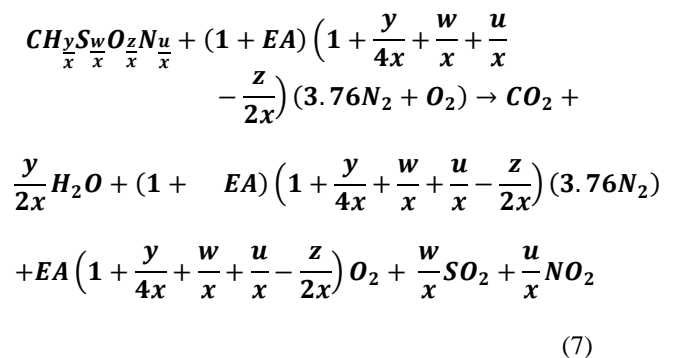 CH_{y/x}S_{w/x}O_{z/x}N_{u/x} + (1 + EA) (1 + y/4x + w/x + u/x
− z/2x) (3.76N₂ + O₂) → CO₂ +
y/2x H₂O + (1 + EA) (1 + y/4x + w/x + u/x − z/2x) (3.76N₂)
+EA (1 + y/4x + w/x + u/x − z/2x) O₂ + w/x SO₂ + u/x NO₂
(7)